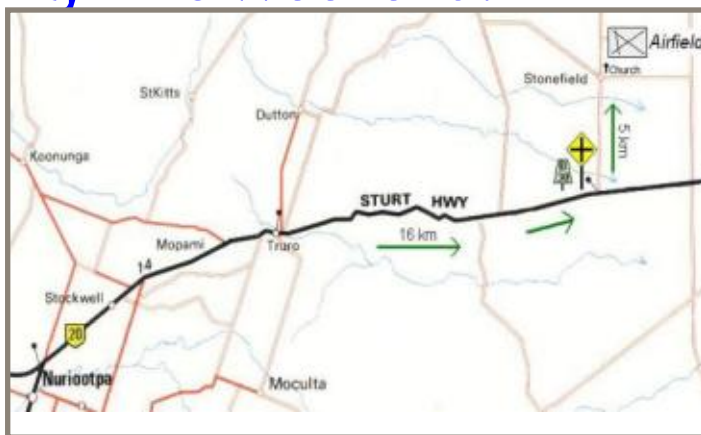 Airfield
Church
Stonefield
StKitts
Dutton
Koonunga
5 km
STURT HWY
Mopami
Truro
16 km
14
Stockwell
20
Nuriootpa
Moculta